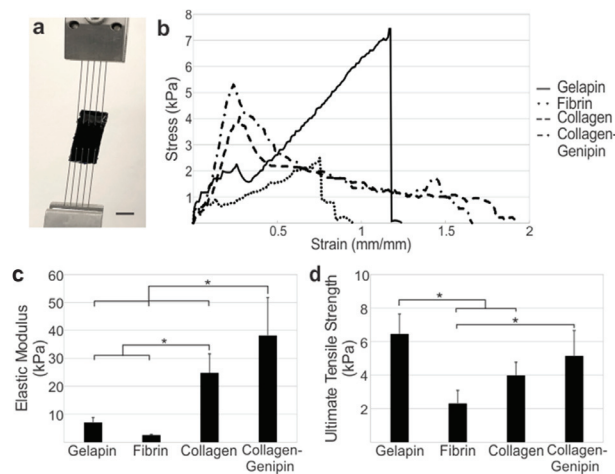 a
b
8
7
6
5
4
3
2
1
Stress (kPa)
0.5
1
1.5
2
Strain (mm/mm)
Gelapin
Fibrin
Collagen
Collagen-
Genipin
c
60
50
40
30
20
10
Elastic Modulus
(kPa)
*
*
Gelapin
Fibrin
Collagen
Collagen-
Genipin
d
10
8
6
4
2
Ultimate Tensile Strength
(kPa)
*
*
Gelapin
Fibrin
Collagen
Collagen-
Genipin